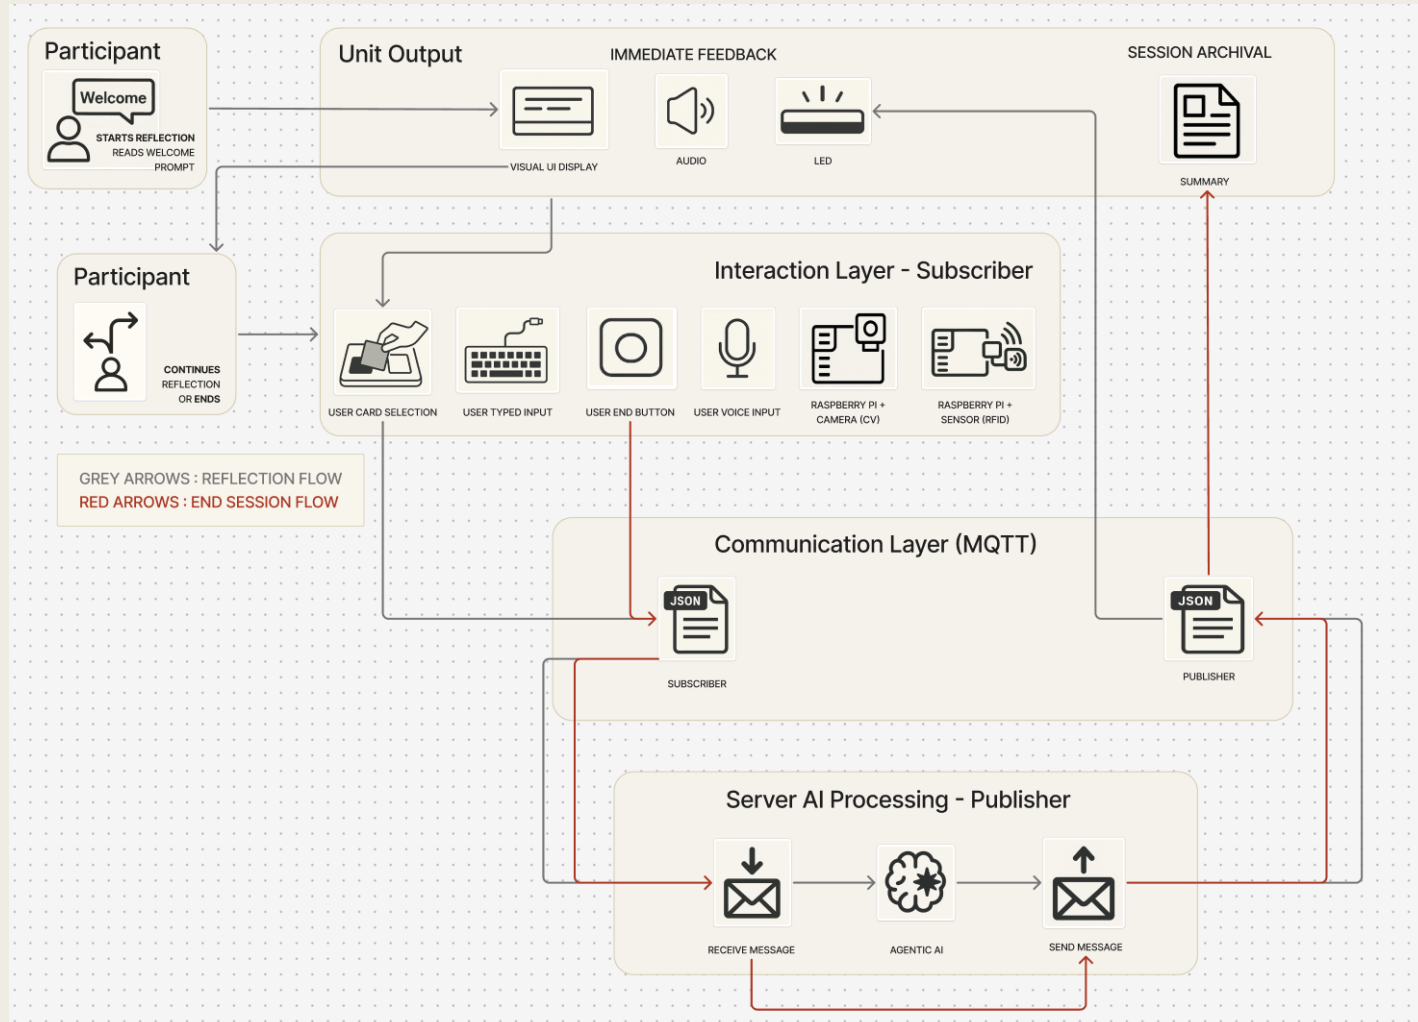 Participant
Welcome
STARTS REFLECTION
READS WELCOME
PROMPT
Unit Output
IMMEDIATE FEEDBACK
SESSION ARCHIVAL
VISUAL UI DISPLAY
AUDIO
LED
SUMMARY
Participant
CONTINUES
REFLECTION
OR ENDS
Interaction Layer - Subscriber
USER CARD SELECTION
USER TYPED INPUT
USER END BUTTON
USER VOICE INPUT
RASPBERRY PI +
CAMERA (CV)
RASPBERRY PI +
SENSOR (RFID)
GREY ARROWS : REFLECTION FLOW
RED ARROWS : END SESSION FLOW
Communication Layer (MQTT)
JSON
SUBSCRIBER
JSON
PUBLISHER
Server AI Processing - Publisher
RECEIVE MESSAGE
AGENTIC AI
SEND MESSAGE